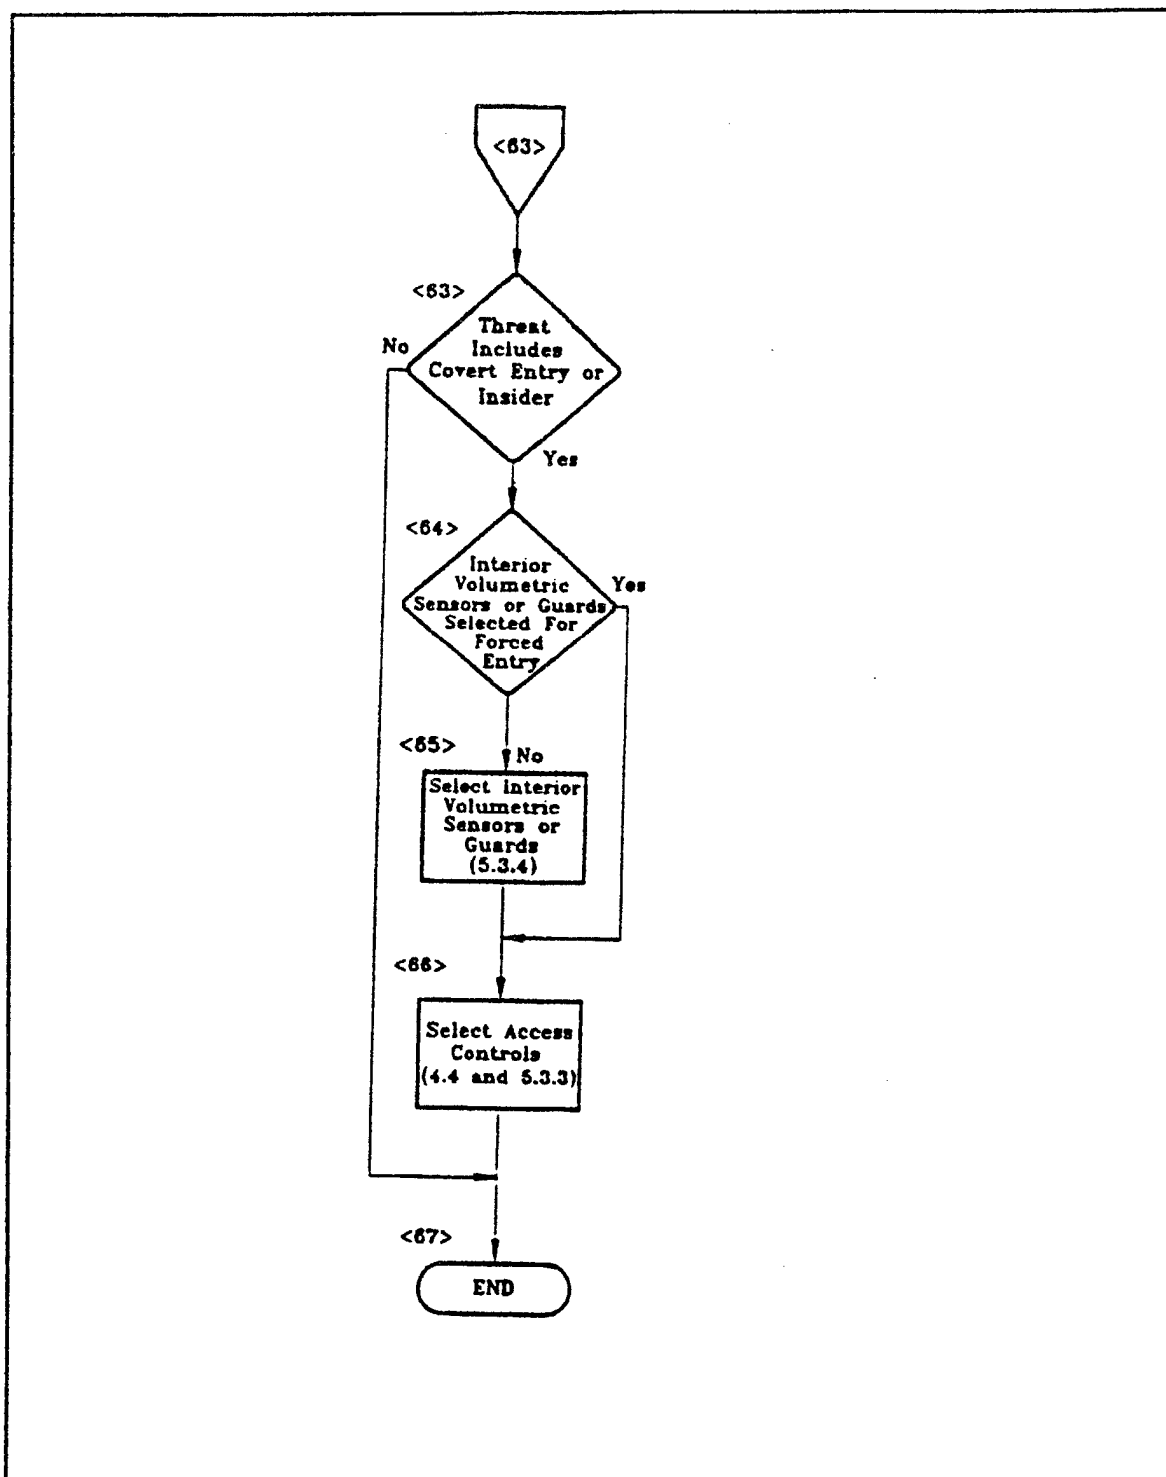 <63>
<63>
Threat
Includes
Covert Entry or
Insider
No
Yes
<64>
Interior
Volumetric
Sensors or Guards
Selected For
Forced
Entry
Yes
<65>
No
Select Interior
Volumetric
Sensors or
Guards
(5.3.4)
<66>
Select Access
Controls
(4.4 and 5.3.3)
<67>
END